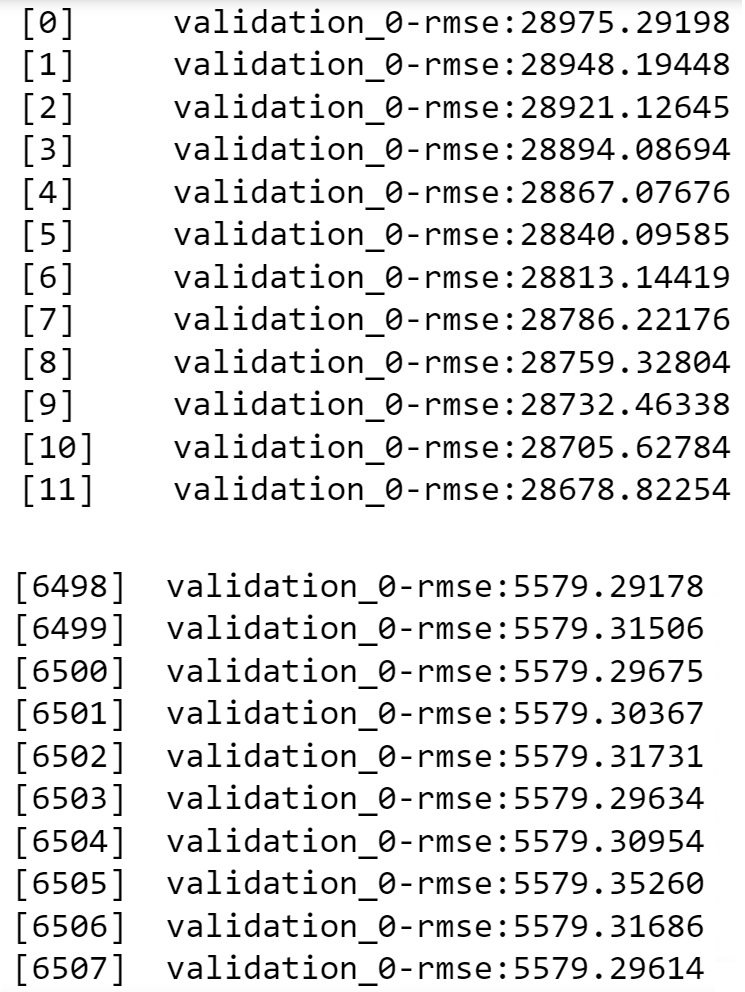 [0] validation_0-rmse:28975.29198
[1] validation_0-rmse:28948.19448
[2] validation_0-rmse:28921.12645
[3] validation_0-rmse:28894.08694
[4] validation_0-rmse:28867.07676
[5] validation_0-rmse:28840.09585
[6] validation_0-rmse:28813.14419
[7] validation_0-rmse:28786.22176
[8] validation_0-rmse:28759.32804
[9] validation_0-rmse:28732.46338
[10] validation_0-rmse:28705.62784
[11] validation_0-rmse:28678.82254
[6498] validation_0-rmse:5579.29178
[6499] validation_0-rmse:5579.31506
[6500] validation_0-rmse:5579.29675
[6501] validation_0-rmse:5579.30367
[6502] validation_0-rmse:5579.31731
[6503] validation_0-rmse:5579.29634
[6504] validation_0-rmse:5579.30954
[6505] validation_0-rmse:5579.35260
[6506] validation_0-rmse:5579.31686
[6507] validation_0-rmse:5579.29614